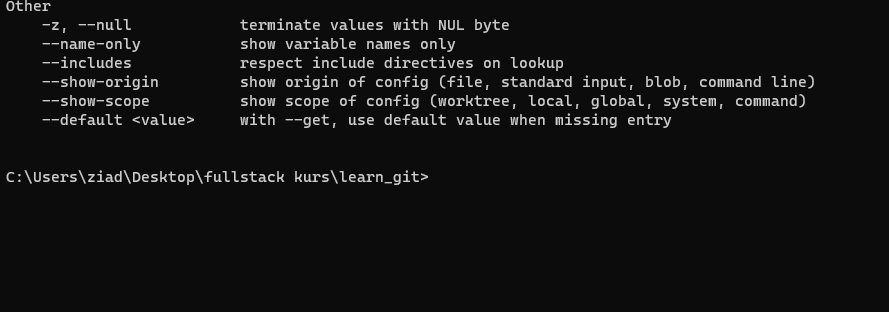 Other
    -z, --null            terminate values with NUL byte
    --name-only           show variable names only
    --includes            respect include directives on lookup
    --show-origin         show origin of config (file, standard input, blob, command line)
    --show-scope          show scope of config (worktree, local, global, system, command)
    --default <value>     with --get, use default value when missing entry
C:\Users\ziad\Desktop\fullstack kurs\learn_git>